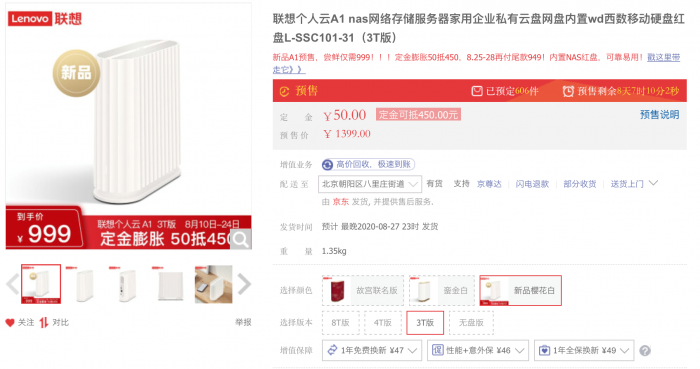 Lenovo 联想
新品
到手价
¥ 999
联想个人云A1 3T版 8月10日-24日
定金膨胀 50抵450
关注 对比
举报
联想个人云A1 nas网络存储服务器家用企业私有云盘网盘内置wd西数移动硬盘红
盘L-SSC101-31（3T版）
新品A1预售，尝鲜仅需999！！！定金膨胀50抵450，8.25-28再付尾款949！内置NAS红盘，可靠易用！戳这里带
走它》》
预售 已预定606件 预售剩余8天7时10分2秒
定金 ￥50.00 定金可抵450.00元 预售说明
预售价 ￥1399.00
增值业务 高价回收，极速到账
配送至 北京朝阳区八里庄街道 有货 支持 京尊达 闪电退款 部分收货 送货上门
由 京东 发货, 并提供售后服务.
发货时间 预计 最晚2020-08-27 23时 发货
重量 1.35kg
选择颜色 故宫联名版 鎏金白 新品樱花白
选择版本 8T版 4T版 3T版 无盘版
增值保障 1年免费换新 ¥47 性能+意外保 ¥46 1年全保换新 ¥49